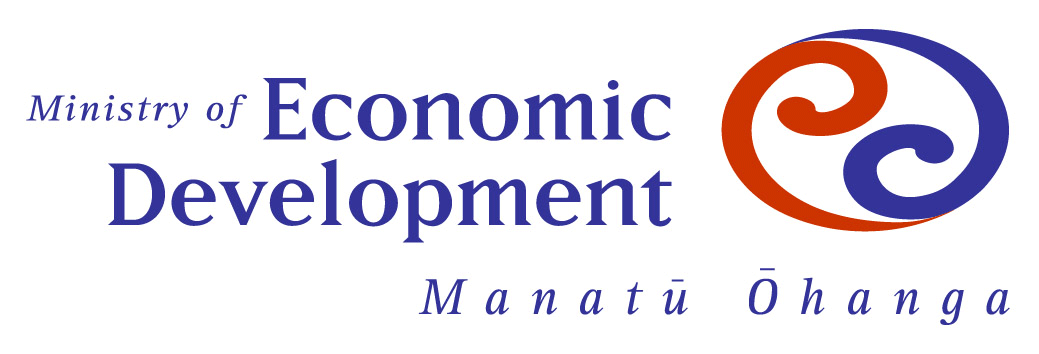 Ministry of Economic
Development
Manatū Ōhanga